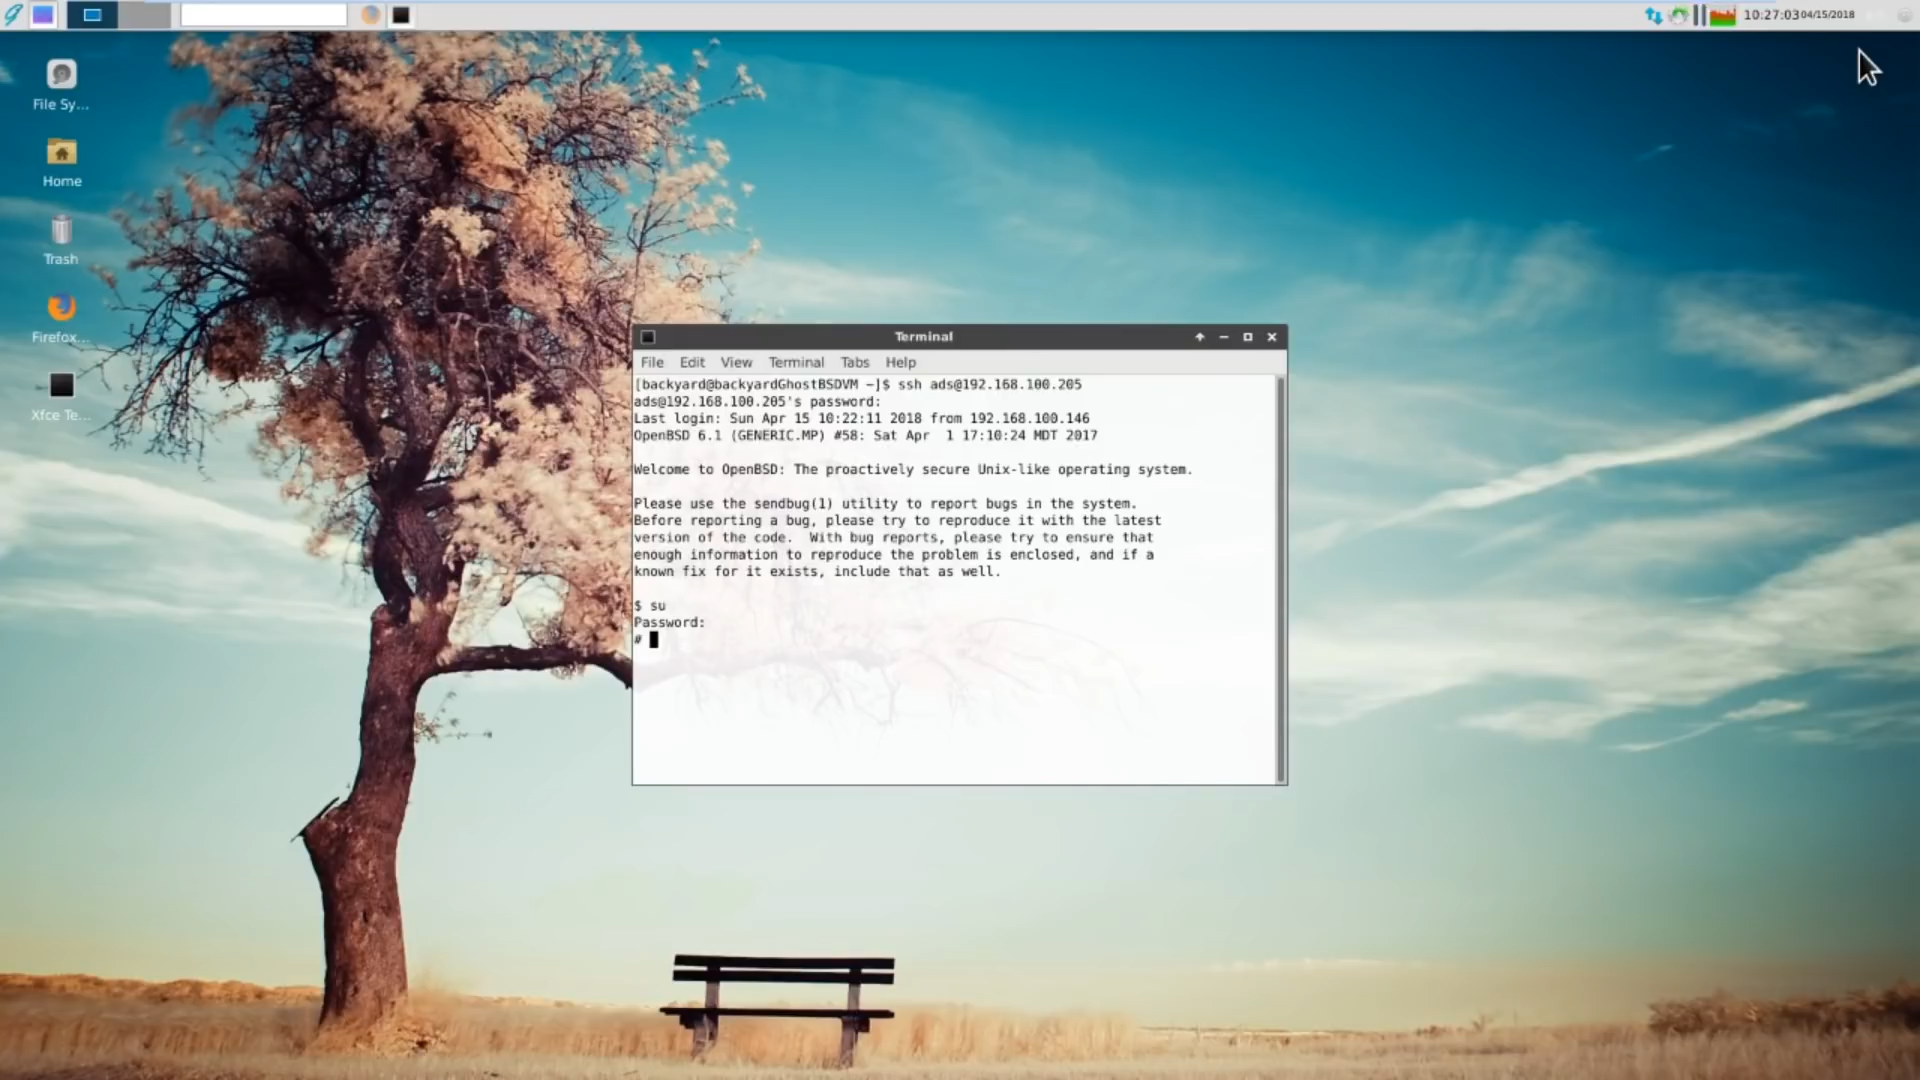 10:27:03 04/15/2018
File Sy...
Home
Trash
Firefox...
Xfce Te...
Terminal
File Edit View Terminal Tabs Help
[backyard@backyardGhostBSDVM ~]$ ssh ads@192.168.100.205
ads@192.168.100.205's password:
Last login: Sun Apr 15 10:22:11 2018 from 192.168.100.146
OpenBSD 6.1 (GENERIC.MP) #58: Sat Apr  1 17:10:24 MDT 2017
Welcome to OpenBSD: The proactively secure Unix-like operating system.
Please use the sendbug(1) utility to report bugs in the system.
Before reporting a bug, please try to reproduce it with the latest
version of the code.  With bug reports, please try to ensure that
enough information to reproduce the problem is enclosed, and if a
known fix for it exists, include that as well.
$ su
Password:
#